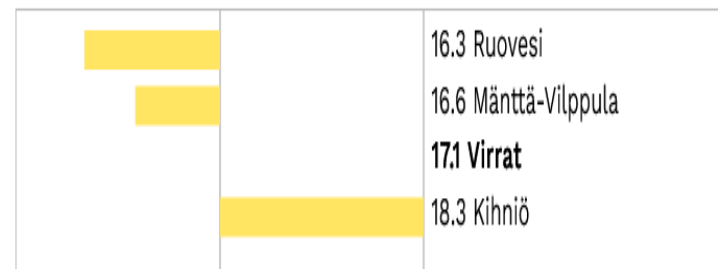 16.3 Ruovesi
16.6 Mänttä-Vilppula
17.1 Virrat
18.3 Kihniö